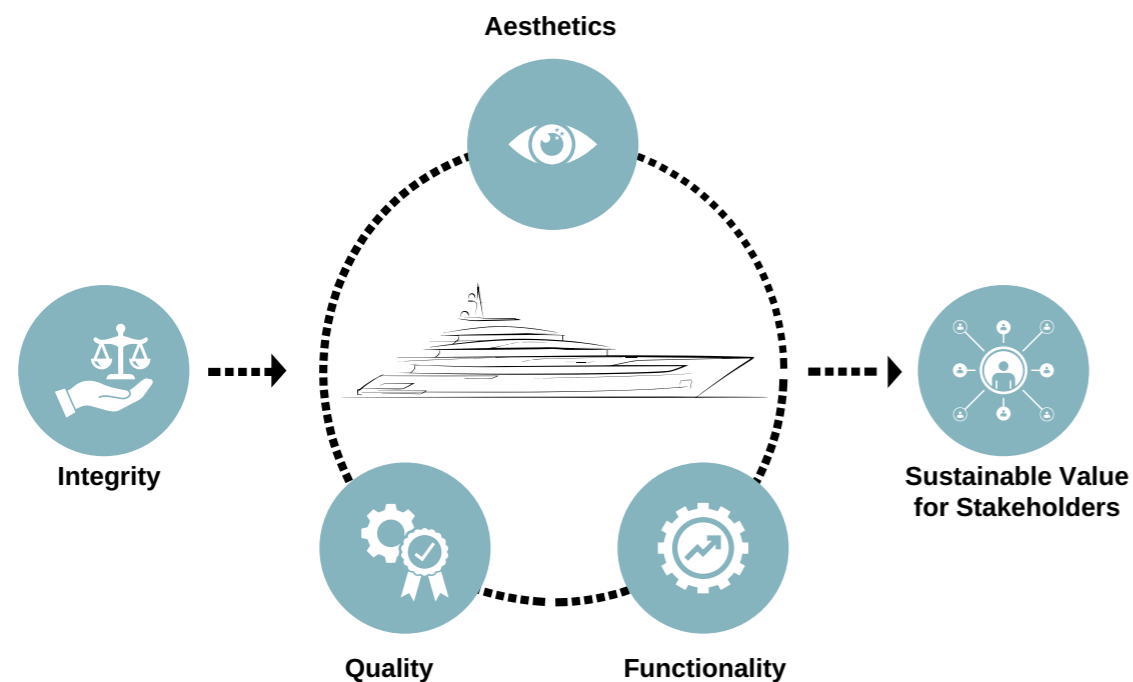 Aesthetics
Integrity
Sustainable Value
for Stakeholders
Quality
Functionality